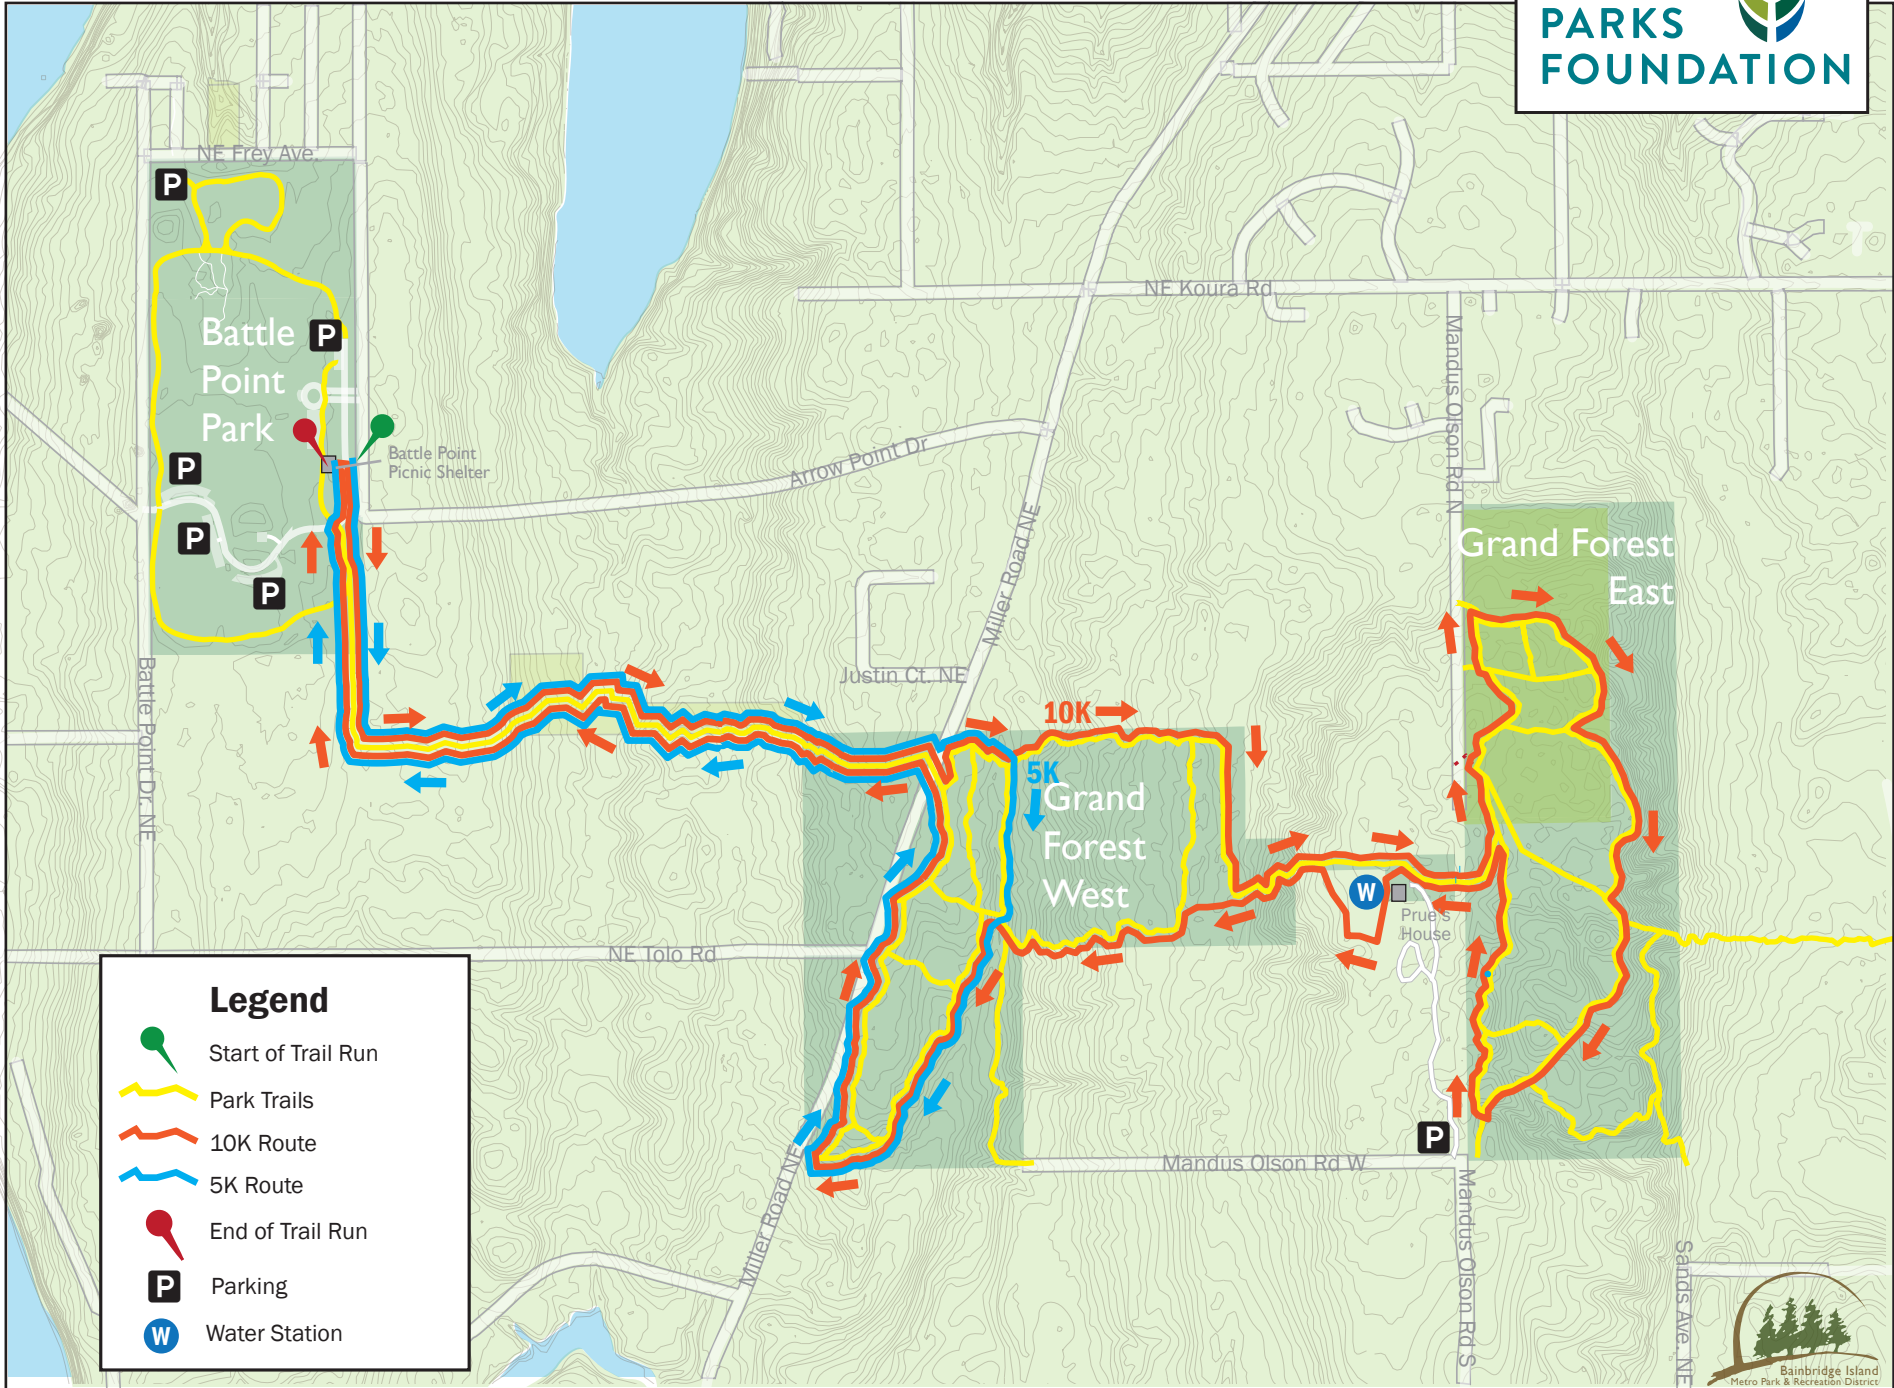 PARKS
FOUNDATION
NE Frey Ave.
P
Battle
Point
Park
P
Battle Point
Picnic Shelter
P
P
P
Arrow Point Dr
NE Koura Rd
Mandus Olson Rd N
Miller Road NE
Justin Ct. NE
Grand Forest
East
Battle Point Dr. NE
10K
5K
Grand
Forest
West
W
Prue's
House
NE Tolo Rd
P
Mandus Olson Rd W
Miller Road NE
Mandus Olson Rd S
Sands Ave. NE
Legend
Start of Trail Run
Park Trails
10K Route
5K Route
End of Trail Run
P Parking
W Water Station
Bainbridge Island
Metro Park & Recreation District